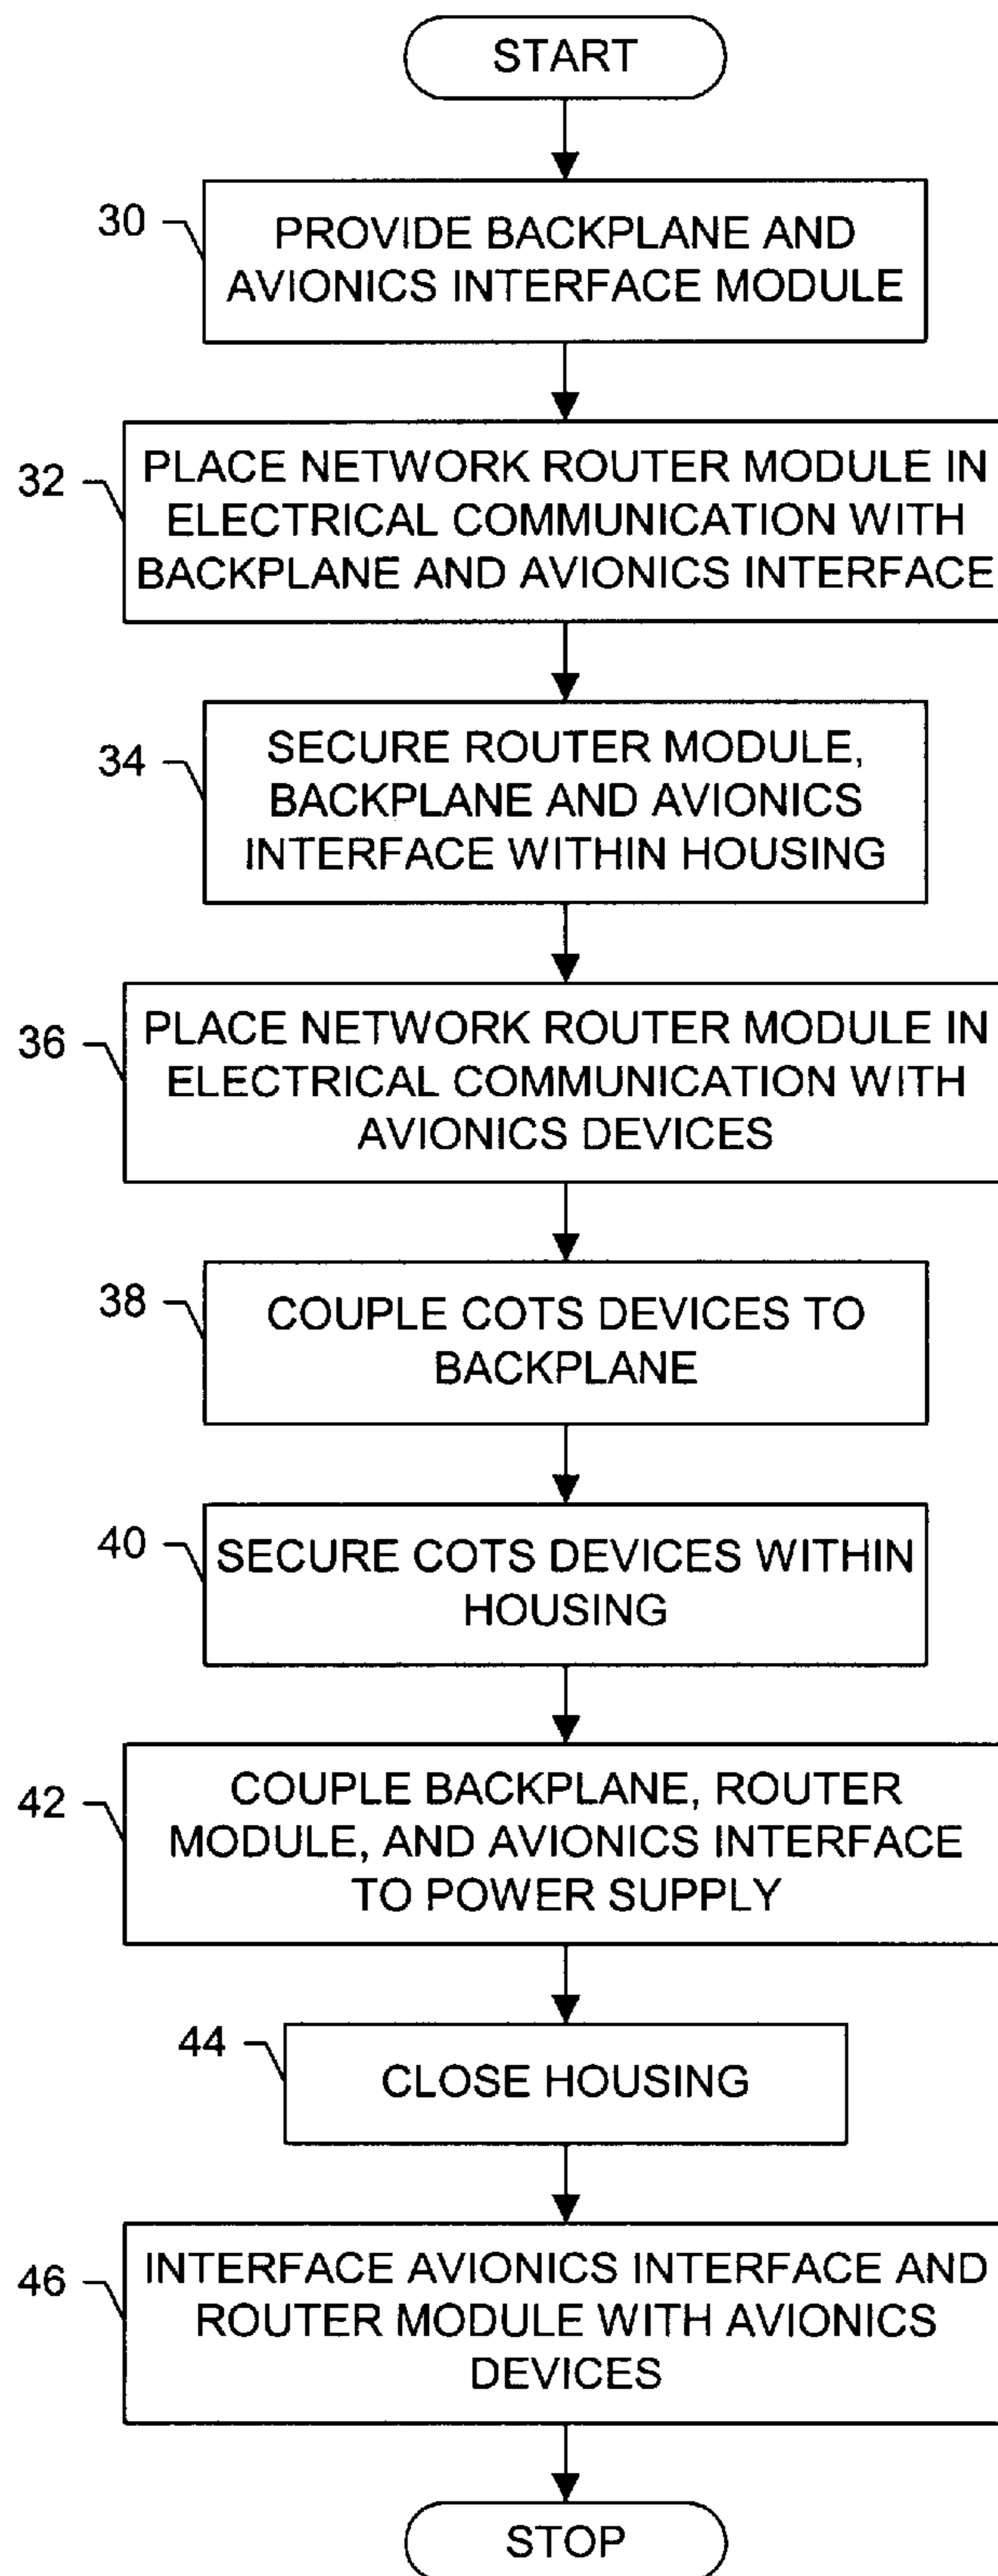 START
30
PROVIDE BACKPLANE AND
AVIONICS INTERFACE MODULE
32
PLACE NETWORK ROUTER MODULE IN
ELECTRICAL COMMUNICATION WITH
BACKPLANE AND AVIONICS INTERFACE
34
SECURE ROUTER MODULE,
BACKPLANE AND AVIONICS
INTERFACE WITHIN HOUSING
36
PLACE NETWORK ROUTER MODULE IN
ELECTRICAL COMMUNICATION WITH
AVIONICS DEVICES
38
COUPLE COTS DEVICES TO
BACKPLANE
40
SECURE COTS DEVICES WITHIN
HOUSING
42
COUPLE BACKPLANE, ROUTER
MODULE, AND AVIONICS INTERFACE
TO POWER SUPPLY
44
CLOSE HOUSING
46
INTERFACE AVIONICS INTERFACE AND
ROUTER MODULE WITH AVIONICS
DEVICES
STOP